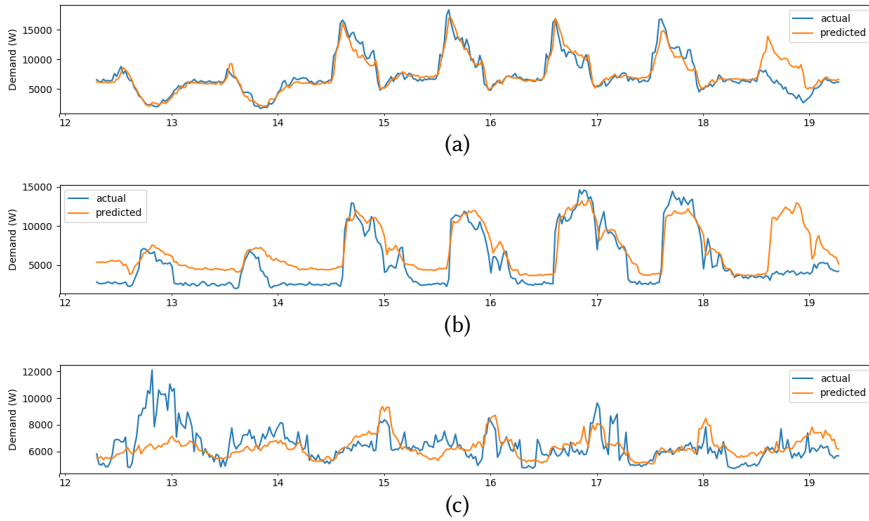 15000
10000
5000
Demand (W)
actual
predicted
12 13 14 15 16 17 18 19
(a)
15000
10000
5000
Demand (W)
actual
predicted
12 13 14 15 16 17 18 19
(b)
12000
10000
8000
6000
Demand (W)
actual
predicted
12 13 14 15 16 17 18 19
(c)